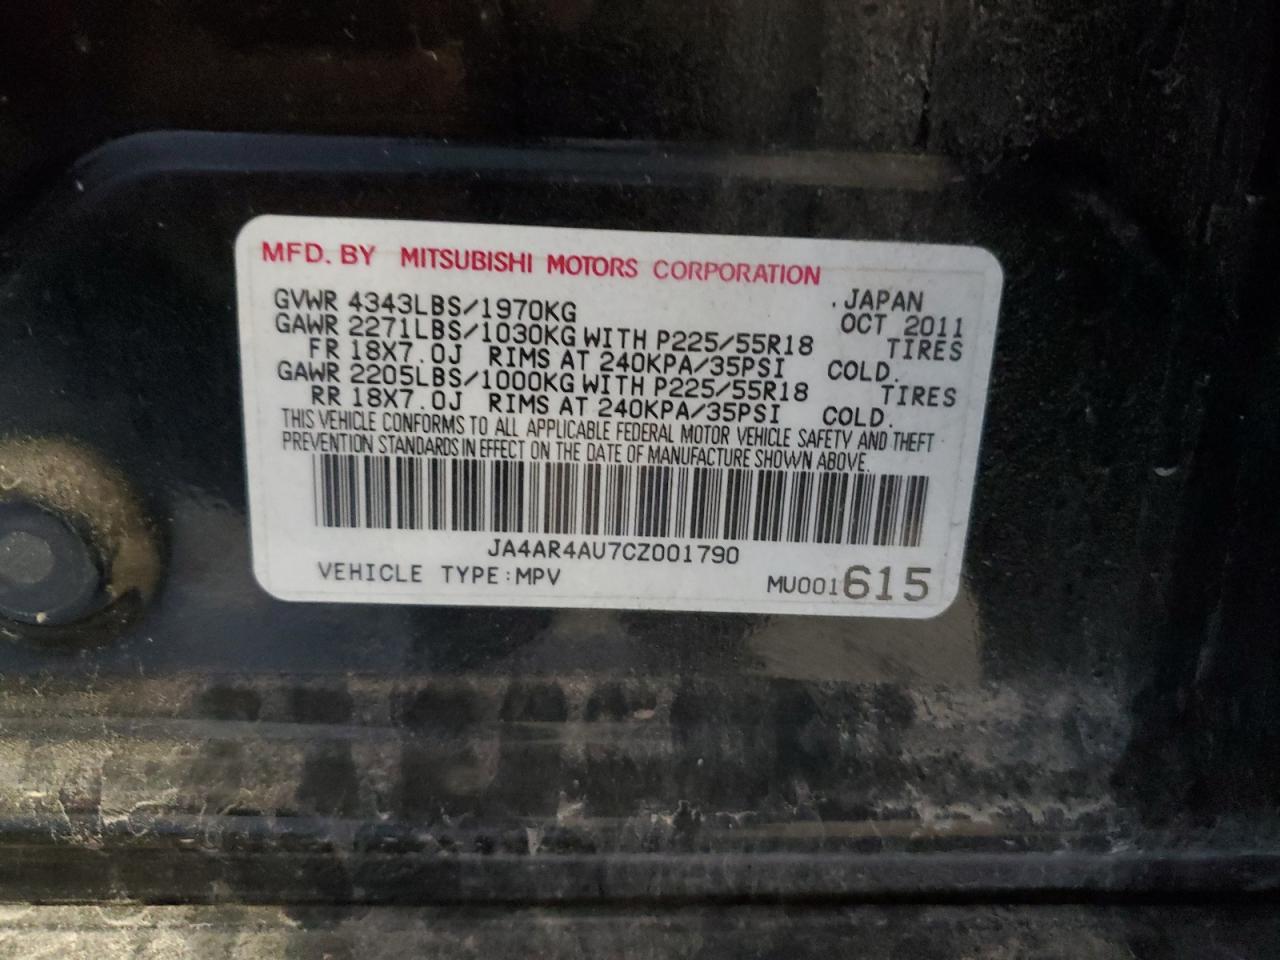 MFD. BY MITSUBISHI MOTORS CORPORATION
GVWR 4343LBS/1970KG .JAPAN
OCT 2011
GAWR 2271LBS/1030KG WITH P225/55R18 TIRES
FR 18X7.0J RIMS AT 240KPA/35PSI COLD.
GAWR 2205LBS/1000KG WITH P225/55R18 TIRES
RR 18X7.0J RIMS AT 240KPA/35PSI COLD.
THIS VEHICLE CONFORMS TO ALL APPLICABLE FEDERAL MOTOR VEHICLE SAFETY AND THEFT
PREVENTION STANDARDS IN EFFECT ON THE DATE OF MANUFACTURE SHOWN ABOVE.
JA4AR4AU7CZ001790
VEHICLE TYPE:MPV MU001615